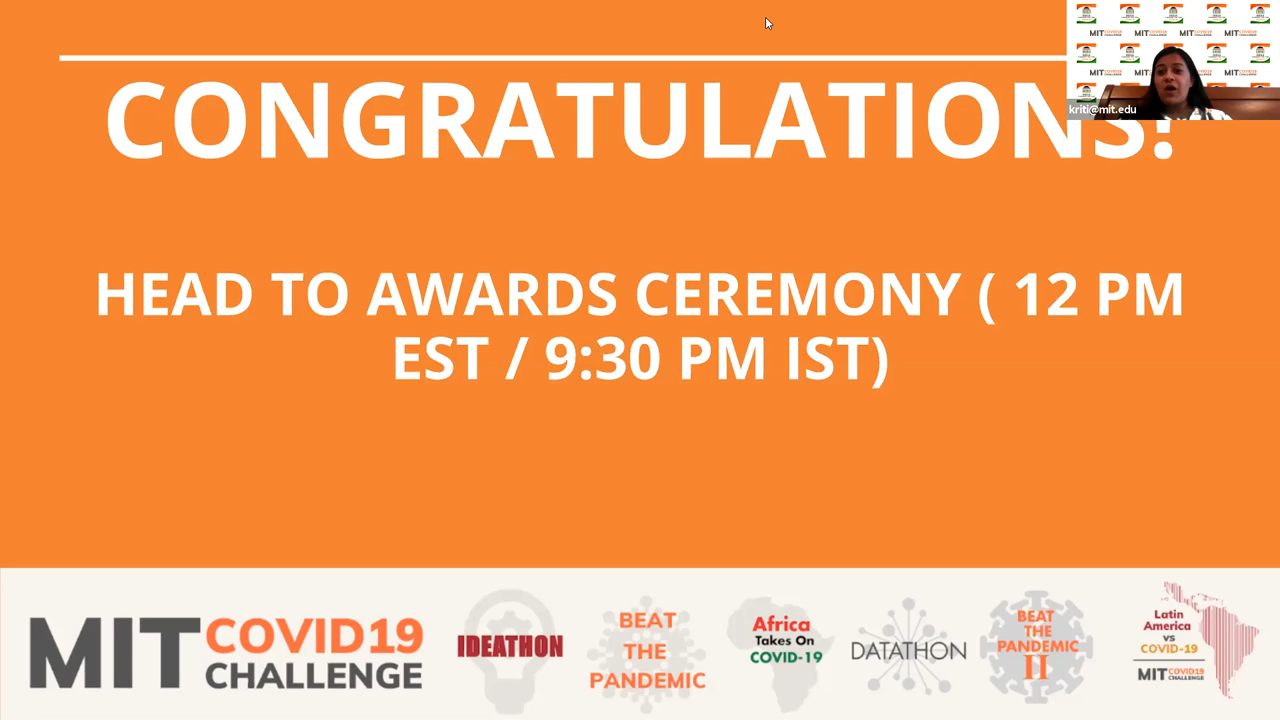 CONGRATULATIONS!
kriti@mit.edu
HEAD TO AWARDS CEREMONY ( 12 PM
EST / 9:30 PM IST)
MIT COVID19
CHALLENGE
IDEATHON
BEAT
THE
PANDEMIC
Africa
Takes On
COVID-19
DATATHON
BEAT
THE
PANDEMIC
II
Latin
America
vs
COVID-19
MIT COVID19
CHALLENGE